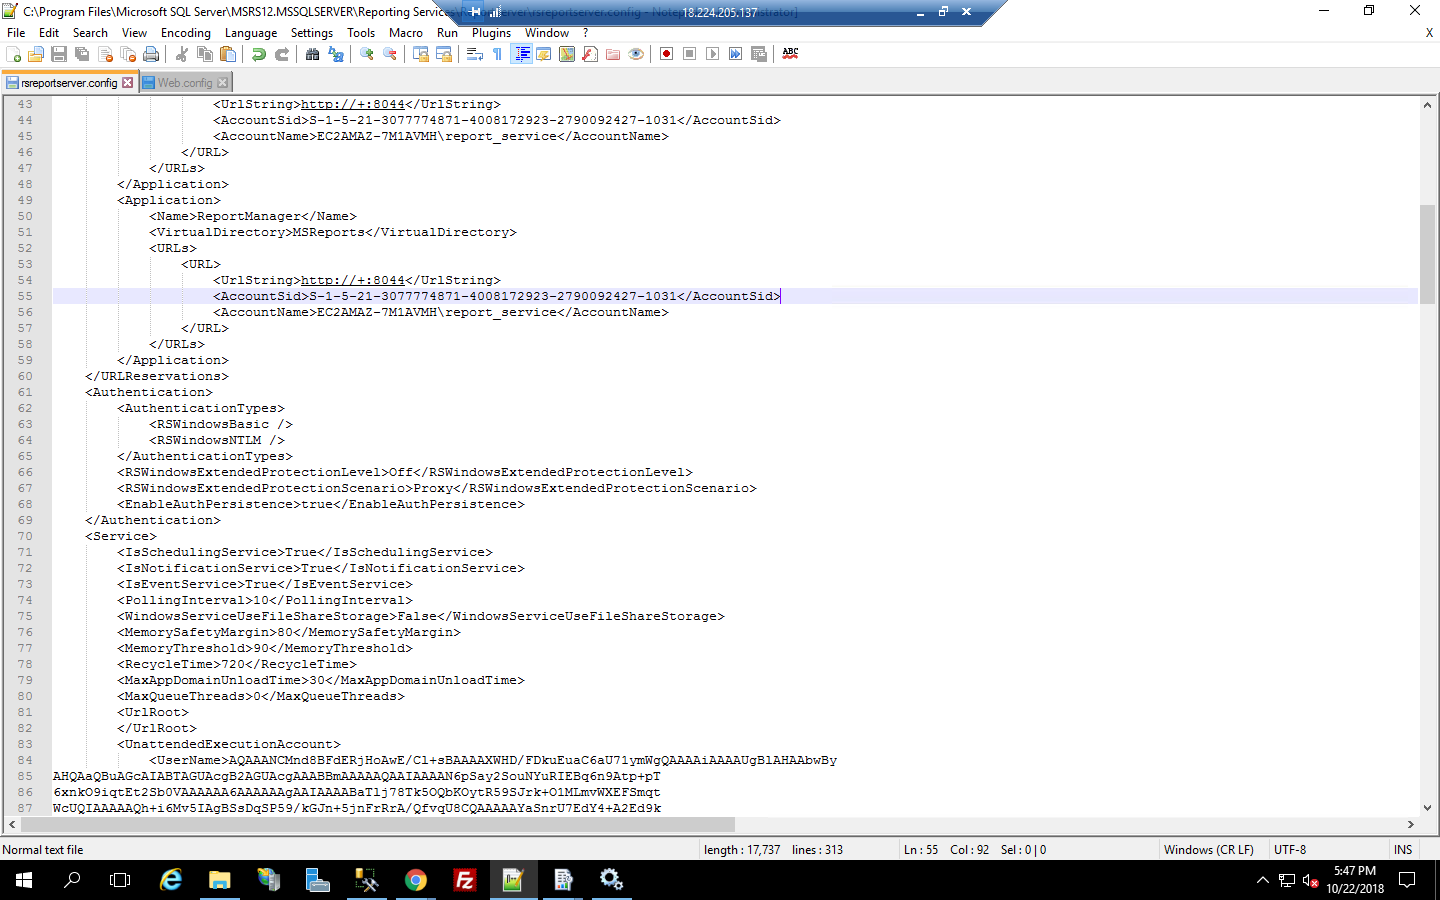 C:\Program Files\Microsoft SQL Server\MSRS12.MSSQLSERVER\Reporting Services\
18.224.205.137
File Edit Search View Encoding Language Settings Tools Macro Run Plugins Window ? X
rsreportserver.config Web.config
43 <UrlString>http://+:8044</UrlString>
44 <AccountSid>S-1-5-21-3077774871-4008172923-2790092427-1031</AccountSid>
45 <AccountName>EC2AMAZ-7M1AVMH\report_service</AccountName>
46 </URL>
47 </URLs>
48 </Application>
49 <Application>
50 <Name>ReportManager</Name>
51 <VirtualDirectory>MSReports</VirtualDirectory>
52 <URLs>
53 <URL>
54 <UrlString>http://+:8044</UrlString>
55 <AccountSid>S-1-5-21-3077774871-4008172923-2790092427-1031</AccountSid>
56 <AccountName>EC2AMAZ-7M1AVMH\report_service</AccountName>
57 </URL>
58 </URLs>
59 </Application>
60 </URLReservations>
61 <Authentication>
62 <AuthenticationTypes>
63 <RSWindowsBasic />
64 <RSWindowsNTLM />
65 </AuthenticationTypes>
66 <RSWindowsExtendedProtectionLevel>Off</RSWindowsExtendedProtectionLevel>
67 <RSWindowsExtendedProtectionScenario>Proxy</RSWindowsExtendedProtectionScenario>
68 <EnableAuthPersistence>true</EnableAuthPersistence>
69 </Authentication>
70 <Service>
71 <IsSchedulingService>True</IsSchedulingService>
72 <IsNotificationService>True</IsNotificationService>
73 <IsEventService>True</IsEventService>
74 <PollingInterval>10</PollingInterval>
75 <WindowsServiceUseFileShareStorage>False</WindowsServiceUseFileShareStorage>
76 <MemorySafetyMargin>80</MemorySafetyMargin>
77 <MemoryThreshold>90</MemoryThreshold>
78 <RecycleTime>720</RecycleTime>
79 <MaxAppDomainUnloadTime>30</MaxAppDomainUnloadTime>
80 <MaxQueueThreads>0</MaxQueueThreads>
81 <UrlRoot>
82 </UrlRoot>
83 <UnattendedExecutionAccount>
84 <UserName>AQAAANCMnd8BFdERjHoAwE/Cl+sBAAAAXWHD/FDkuEuaC6aU71ymWgQAAAAiAAAAUgBlAHAAbwBy
85 AHQAaQBuAGcAIABTAGUAcgB2AGUAcgAAABBmAAAAAQAAIAAAAN6pSay2SouNYuRIEBq6n9Atp+pT
86 6xnkO9iqtEt2Sb0VAAAAAA6AAAAAAgAAIAAAABaTlj78Tk5OQbKOytR59SJrk+O1MLmvWXEFSmqt
87 WcUQIAAAAAQh+i6Mv5IAgBSsDqSP59/kGJn+5jnFrRrA/QfvqU8CQAAAAAYaSnrU7EdY4+A2Ed9k
Normal text file length : 17,737 lines : 313 Ln : 55 Col : 92 Sel : 0 | 0 Windows (CR LF) UTF-8 INS
5:47 PM
10/22/2018